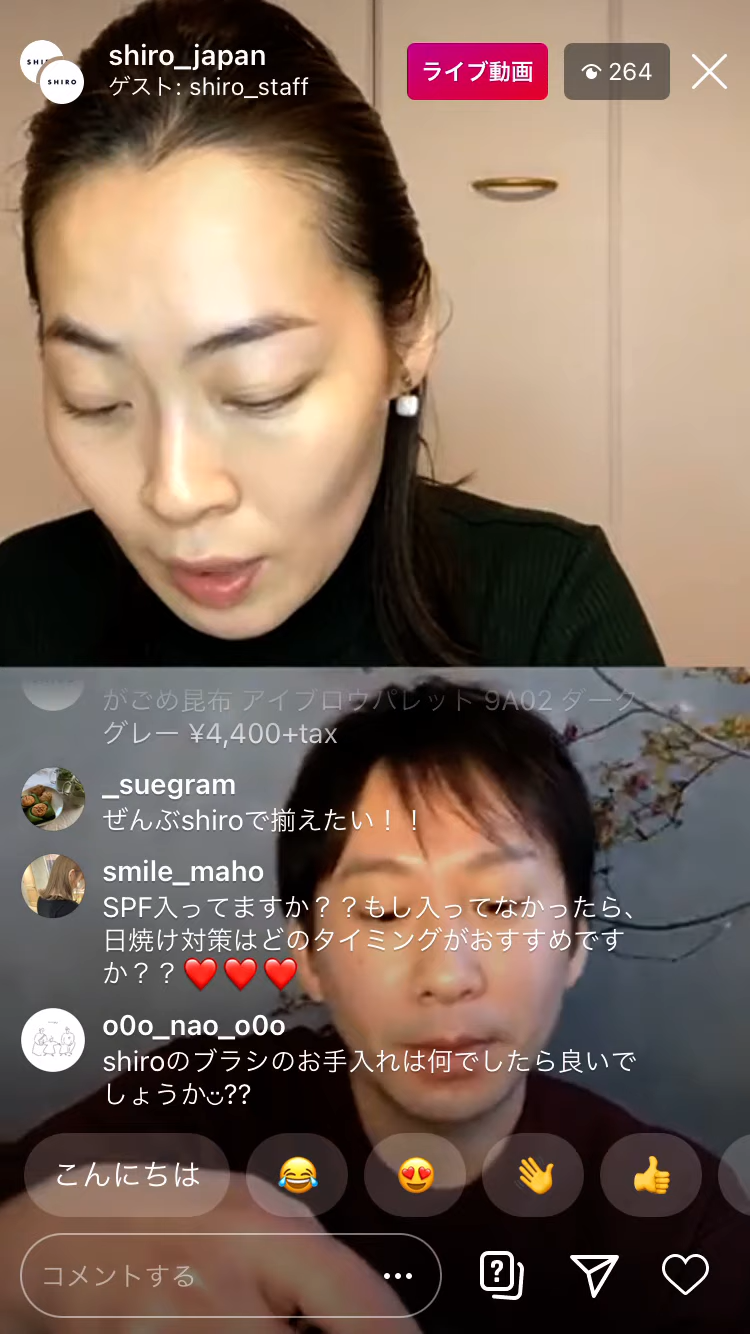 SHIRO
shiro_japan
ゲスト: shiro_staff
ライブ動画
264
がごめ昆布 アイブロウパレット 9A02 ダーク
グレー ¥4,400+tax
_suegram
ぜんぶshiroで揃えたい！！
smile_maho
SPF入ってますか？？もし入ってなかったら、
日焼け対策はどのタイミングがおすすめです
か？？❤️❤️❤️
o0o_nao_o0o
shiroのブラシのお手入れは何でしたら良いで
しょうか??
こんにちは
😂
😍
👋
👍
コメントする